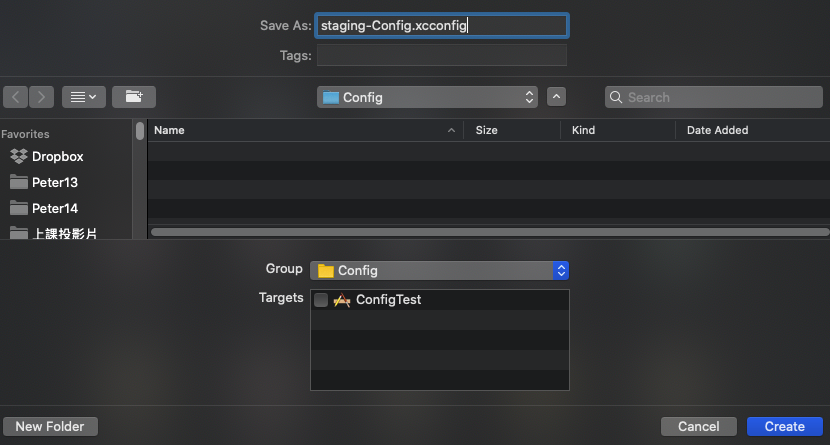 Save As: staging-Config.xcconfig
Tags:
Config
Search
Favorites
Name Size Kind Date Added
Dropbox
Peter13
Peter14
上課投影片
Group Config
Targets ConfigTest
New Folder Cancel Create